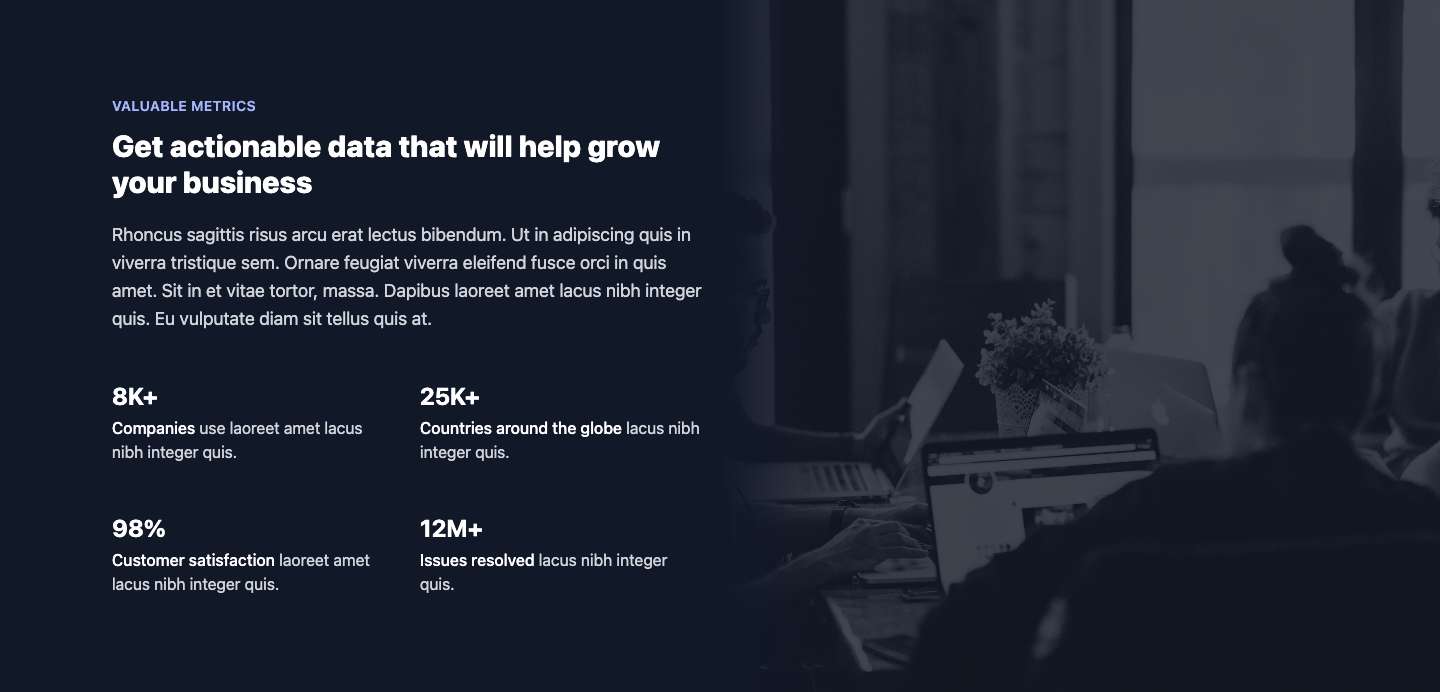 VALUABLE METRICS
Get actionable data that will help grow
your business
Rhoncus sagittis risus arcu erat lectus bibendum. Ut in adipiscing quis in
viverra tristique sem. Ornare feugiat viverra eleifend fusce orci in quis
amet. Sit in et vitae tortor, massa. Dapibus laoreet amet lacus nibh integer
quis. Eu vulputate diam sit tellus quis at.
8K+
Companies use laoreet amet lacus
nibh integer quis.
25K+
Countries around the globe lacus nibh
integer quis.
98%
Customer satisfaction laoreet amet
lacus nibh integer quis.
12M+
Issues resolved lacus nibh integer
quis.